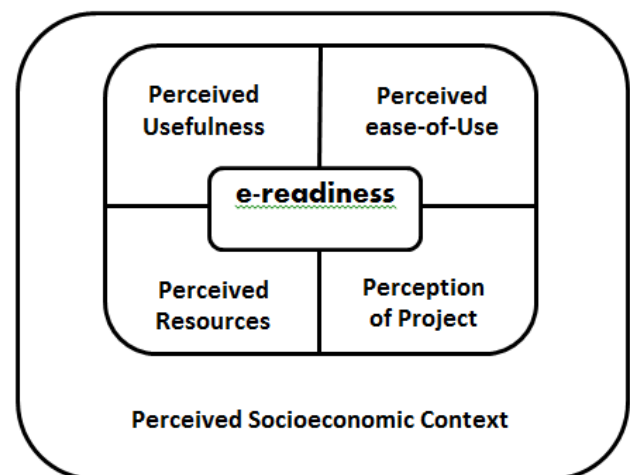 Perceived
Usefulness
Perceived
ease-of-Use
e-readiness
Perceived
Resources
Perception
of Project
Perceived Socioeconomic Context